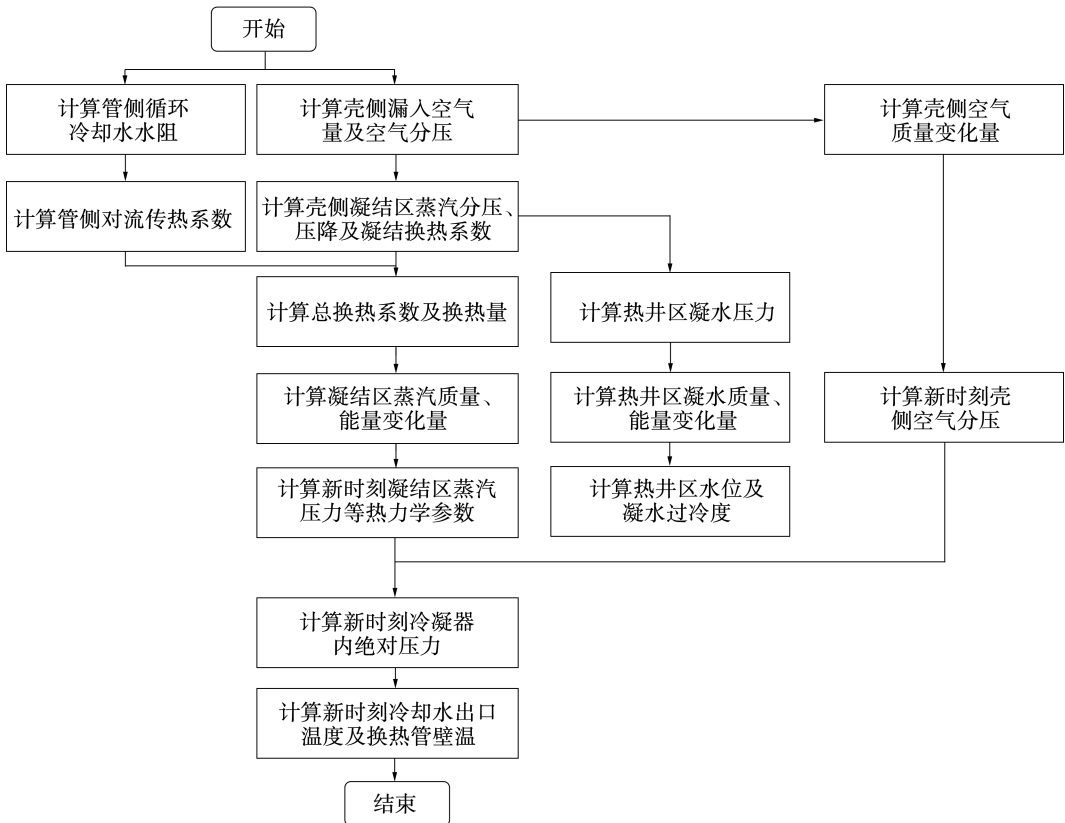 开始
计算管侧循环
冷却水水阻
计算壳侧漏入空气
量及空气分压
计算壳侧空气
质量变化量
计算管侧对流传热系数
计算壳侧凝结区蒸汽分压、
压降及凝结换热系数
计算总换热系数及换热量
计算热井区凝水压力
计算凝结区蒸汽质量、
能量变化量
计算热井区凝水质量、
能量变化量
计算新时刻壳
侧空气分压
计算新时刻凝结区蒸汽
压力等热力学参数
计算热井区水位及
凝水过冷度
计算新时刻冷凝器
内绝对压力
计算新时刻冷却水出口
温度及换热管壁温
结束